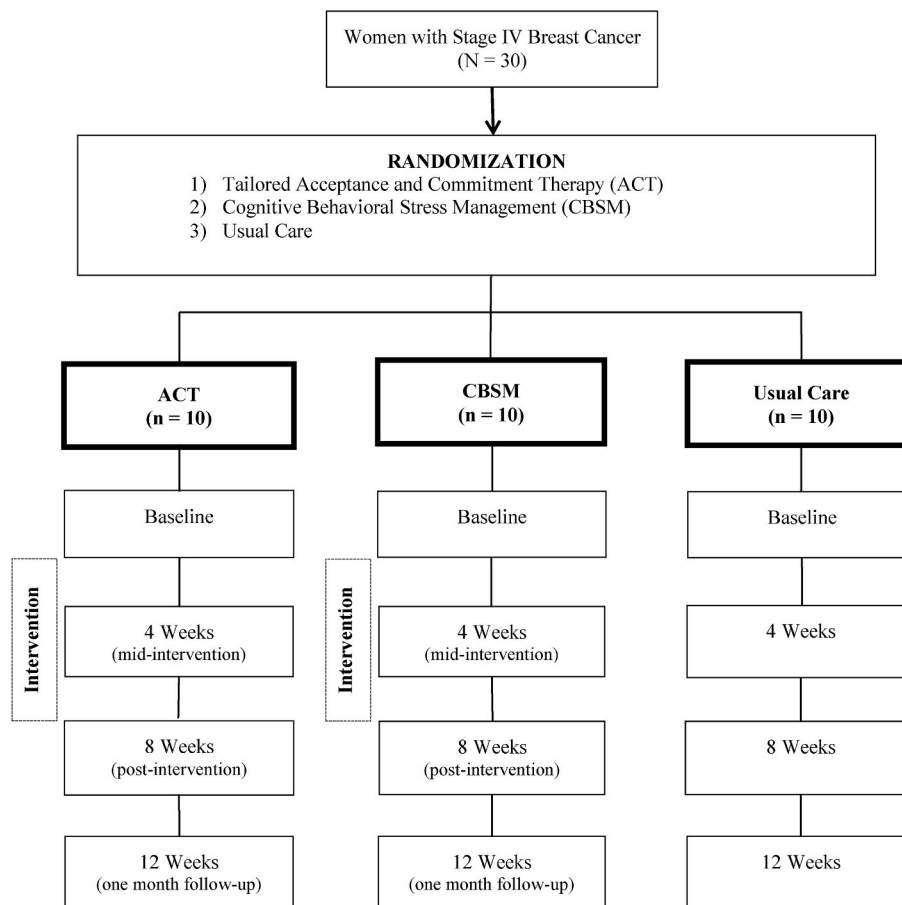 Women with Stage IV Breast Cancer
(N = 30)
RANDOMIZATION
1) Tailored Acceptance and Commitment Therapy (ACT)
2) Cognitive Behavioral Stress Management (CBSM)
3) Usual Care
ACT
(n = 10)
CBSM
(n = 10)
Usual Care
(n = 10)
Baseline
Baseline
Baseline
Intervention
Intervention
4 Weeks
(mid-intervention)
4 Weeks
(mid-intervention)
4 Weeks
8 Weeks
(post-intervention)
8 Weeks
(post-intervention)
8 Weeks
12 Weeks
(one month follow-up)
12 Weeks
(one month follow-up)
12 Weeks